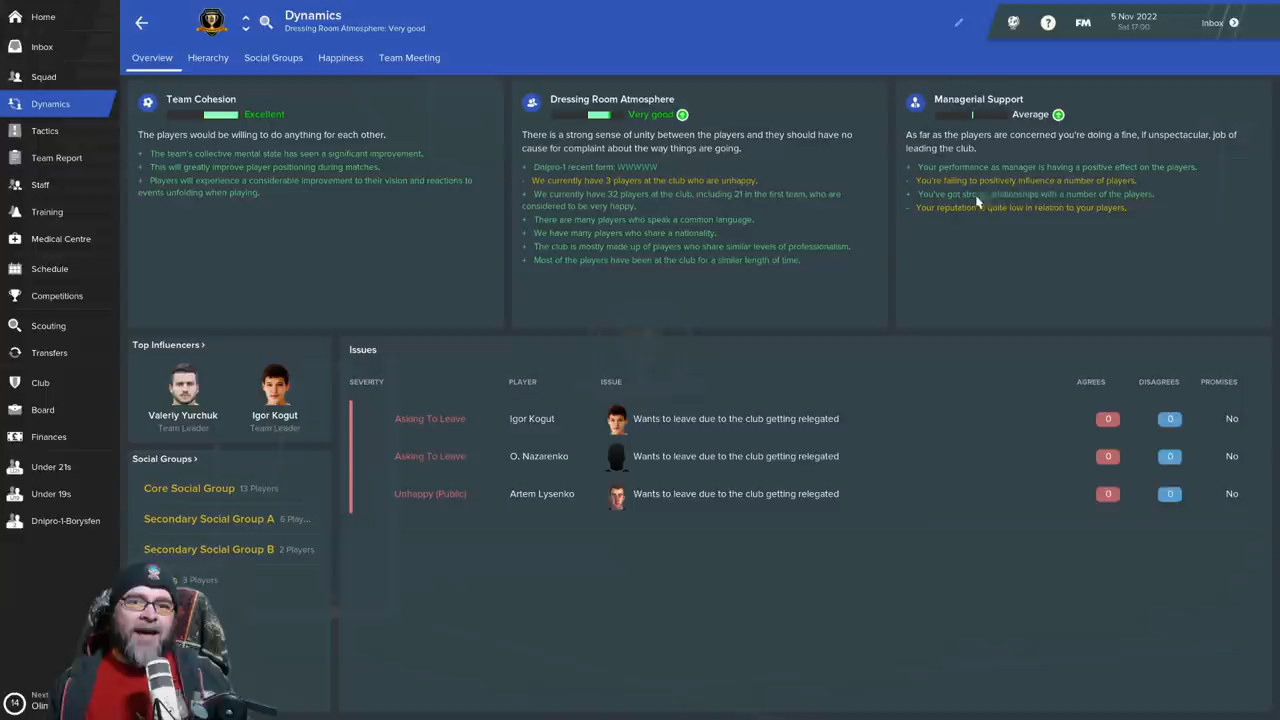 Home
Inbox
Squad
Dynamics
Tactics
Team Report
Staff
Training
Medical Centre
Schedule
Competitions
Scouting
Transfers
Club
Board
Finances
Under 21s
Under 19s
Dnipro-1-Borysfen
14
Dynamics
Dressing Room Atmosphere: Very good
FM
5 Nov 2022
Sat 17:00
Inbox
Overview
Hierarchy
Social Groups
Happiness
Team Meeting
Team Cohesion
Excellent
The players would be willing to do anything for each other.
+ The team's collective mental state has seen a significant improvement.
+ This will greatly improve player positioning during matches.
+ Players will experience a considerable improvement to their vision and reactions to
events unfolding when playing.
Dressing Room Atmosphere
Very good
There is a strong sense of unity between the players and they should have no
cause for complaint about the way things are going.
+ Dnipro-1 recent form: WWWWW
- We currently have 3 players at the club who are unhappy.
+ We currently have 32 players at the club, including 21 in the first team, who are
considered to be very happy.
+ There are many players who speak a common language.
+ We have many players who share a nationality.
+ The club is mostly made up of players who share similar levels of professionalism.
+ Most of the players have been at the club for a similar length of time.
Managerial Support
Average
As far as the players are concerned you're doing a fine, if unspectacular, job of
leading the club.
+ Your performance as manager is having a positive effect on the players.
- You're failing to positively influence a number of players.
+ You've got relationships with a number of the players.
- Your reputation is quite low in relation to your players.
Top Influencers >
Valeriy Yurchuk
Team Leader
Igor Kogut
Team Leader
Social Groups >
Core Social Group 13 Players
Secondary Social Group A 6 Play...
Secondary Social Group B 2 Players
3 Players
Issues
SEVERITY PLAYER ISSUE AGREES DISAGREES PROMISES
Asking To Leave Igor Kogut Wants to leave due to the club getting relegated 0 0 No
Asking To Leave O. Nazarenko Wants to leave due to the club getting relegated 0 0 No
Unhappy (Public) Artem Lysenko Wants to leave due to the club getting relegated 0 0 No